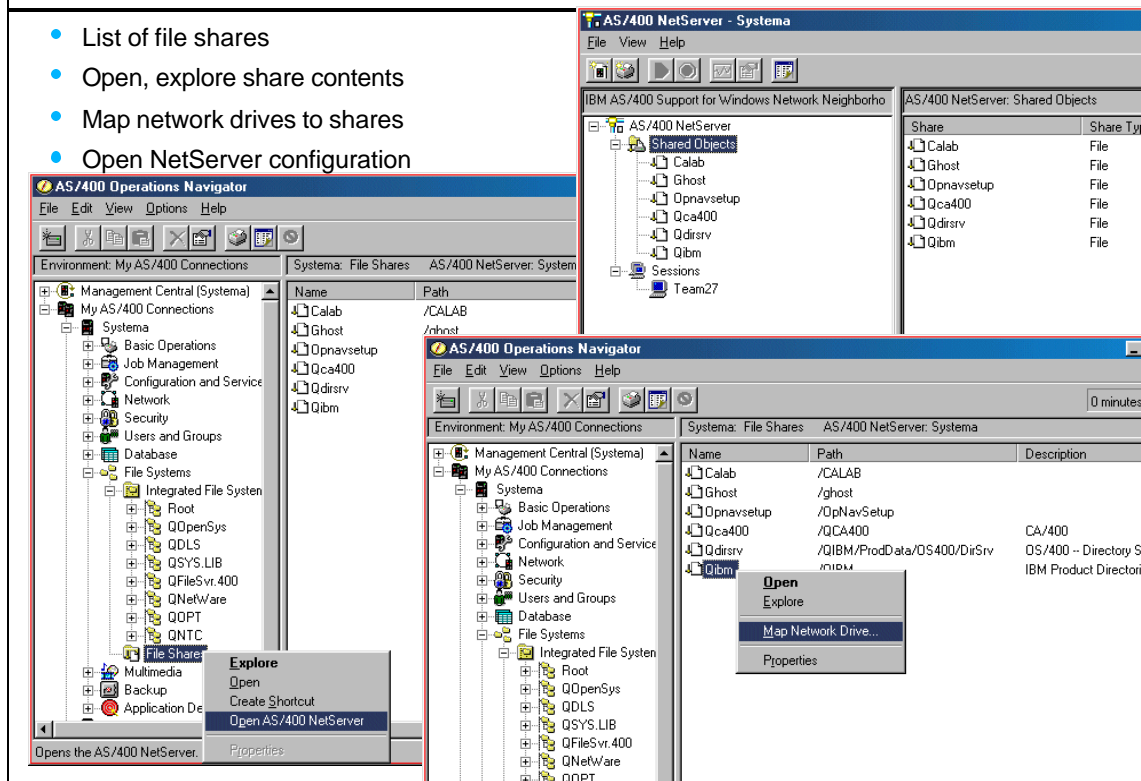 List of file shares
Open, explore share contents
Map network drives to shares
Open NetServer configuration
AS/400 NetServer - Systema
File View Help
IBM AS/400 Support for Windows Network Neighborho
AS/400 NetServer: Shared Objects
AS/400 NetServer
Shared Objects
Calab
Ghost
Opnavsetup
Qca400
Qdirsrv
Qibm
Sessions
Team27
Share Share Typ
Calab File
Ghost File
Opnavsetup File
Qca400 File
Qdirsrv File
Qibm File
AS/400 Operations Navigator
File Edit View Options Help
Environment: My AS/400 Connections
Systema: File Shares AS/400 NetServer: System
Management Central (Systema)
My AS/400 Connections
Systema
Basic Operations
Job Management
Configuration and Service
Network
Security
Users and Groups
Database
File Systems
Integrated File System
Root
QOpenSys
QDLS
QSYS.LIB
QFileSvr.400
QNetWare
QOPT
QNTC
File Shares
Multimedia
Backup
Application De
Name Path
Calab /CALAB
Ghost /ghost
Opnavsetup
Qca400
Qdirsrv
Qibm
Explore
Open
Create Shortcut
Open AS/400 NetServer
Properties
Opens the AS/400 NetServer.
AS/400 Operations Navigator
File Edit View Options Help
0 minutes
Environment: My AS/400 Connections
Systema: File Shares AS/400 NetServer: Systema
Management Central (Systema)
My AS/400 Connections
Systema
Basic Operations
Job Management
Configuration and Service
Network
Security
Users and Groups
Database
File Systems
Integrated File System
Root
QOpenSys
QDLS
QSYS.LIB
QFileSvr.400
QNetWare
QOPT
Name Path Description
Calab /CALAB
Ghost /ghost
Opnavsetup /OpNavSetup
Qca400 /QCA400 CA/400
Qdirsrv /QIBM/ProdData/OS400/DirSrv OS/400 -- Directory S
Qibm /QIBM IBM Product Directori
Open
Explore
Map Network Drive...
Properties